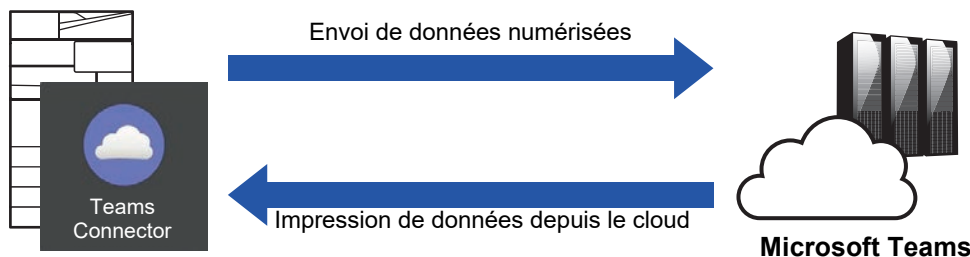 Envoi de données numérisées
Teams
Connector
Impression de données depuis le cloud
Microsoft Teams